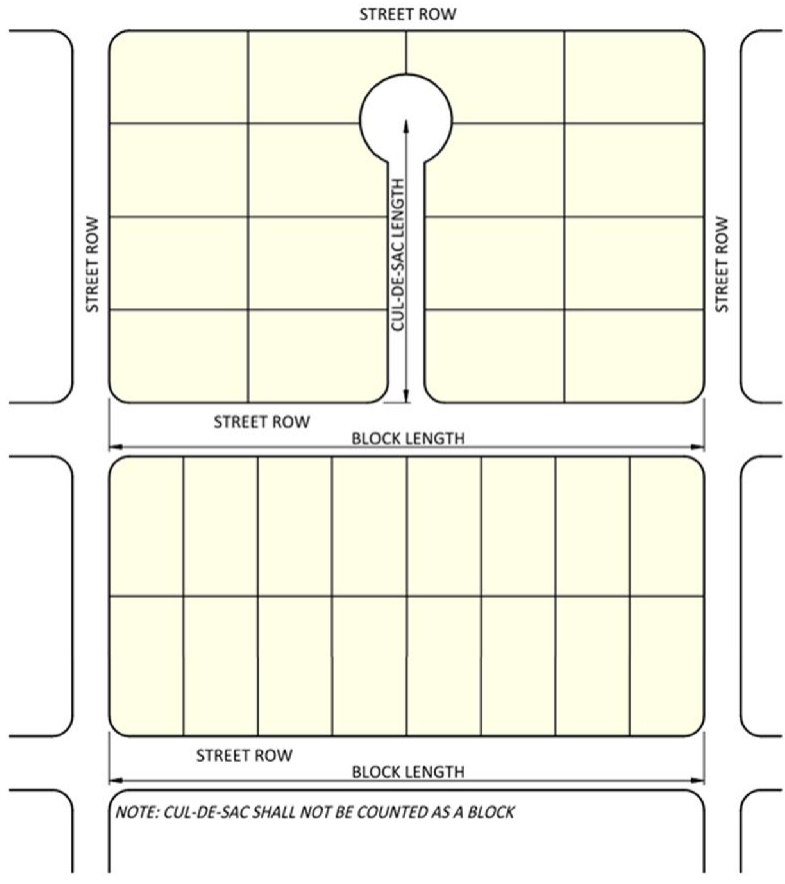 STREET ROW
STREET ROW
CUL-DE-SAC LENGTH
STREET ROW
STREET ROW
BLOCK LENGTH
STREET ROW
BLOCK LENGTH
NOTE: CUL-DE-SAC SHALL NOT BE COUNTED AS A BLOCK